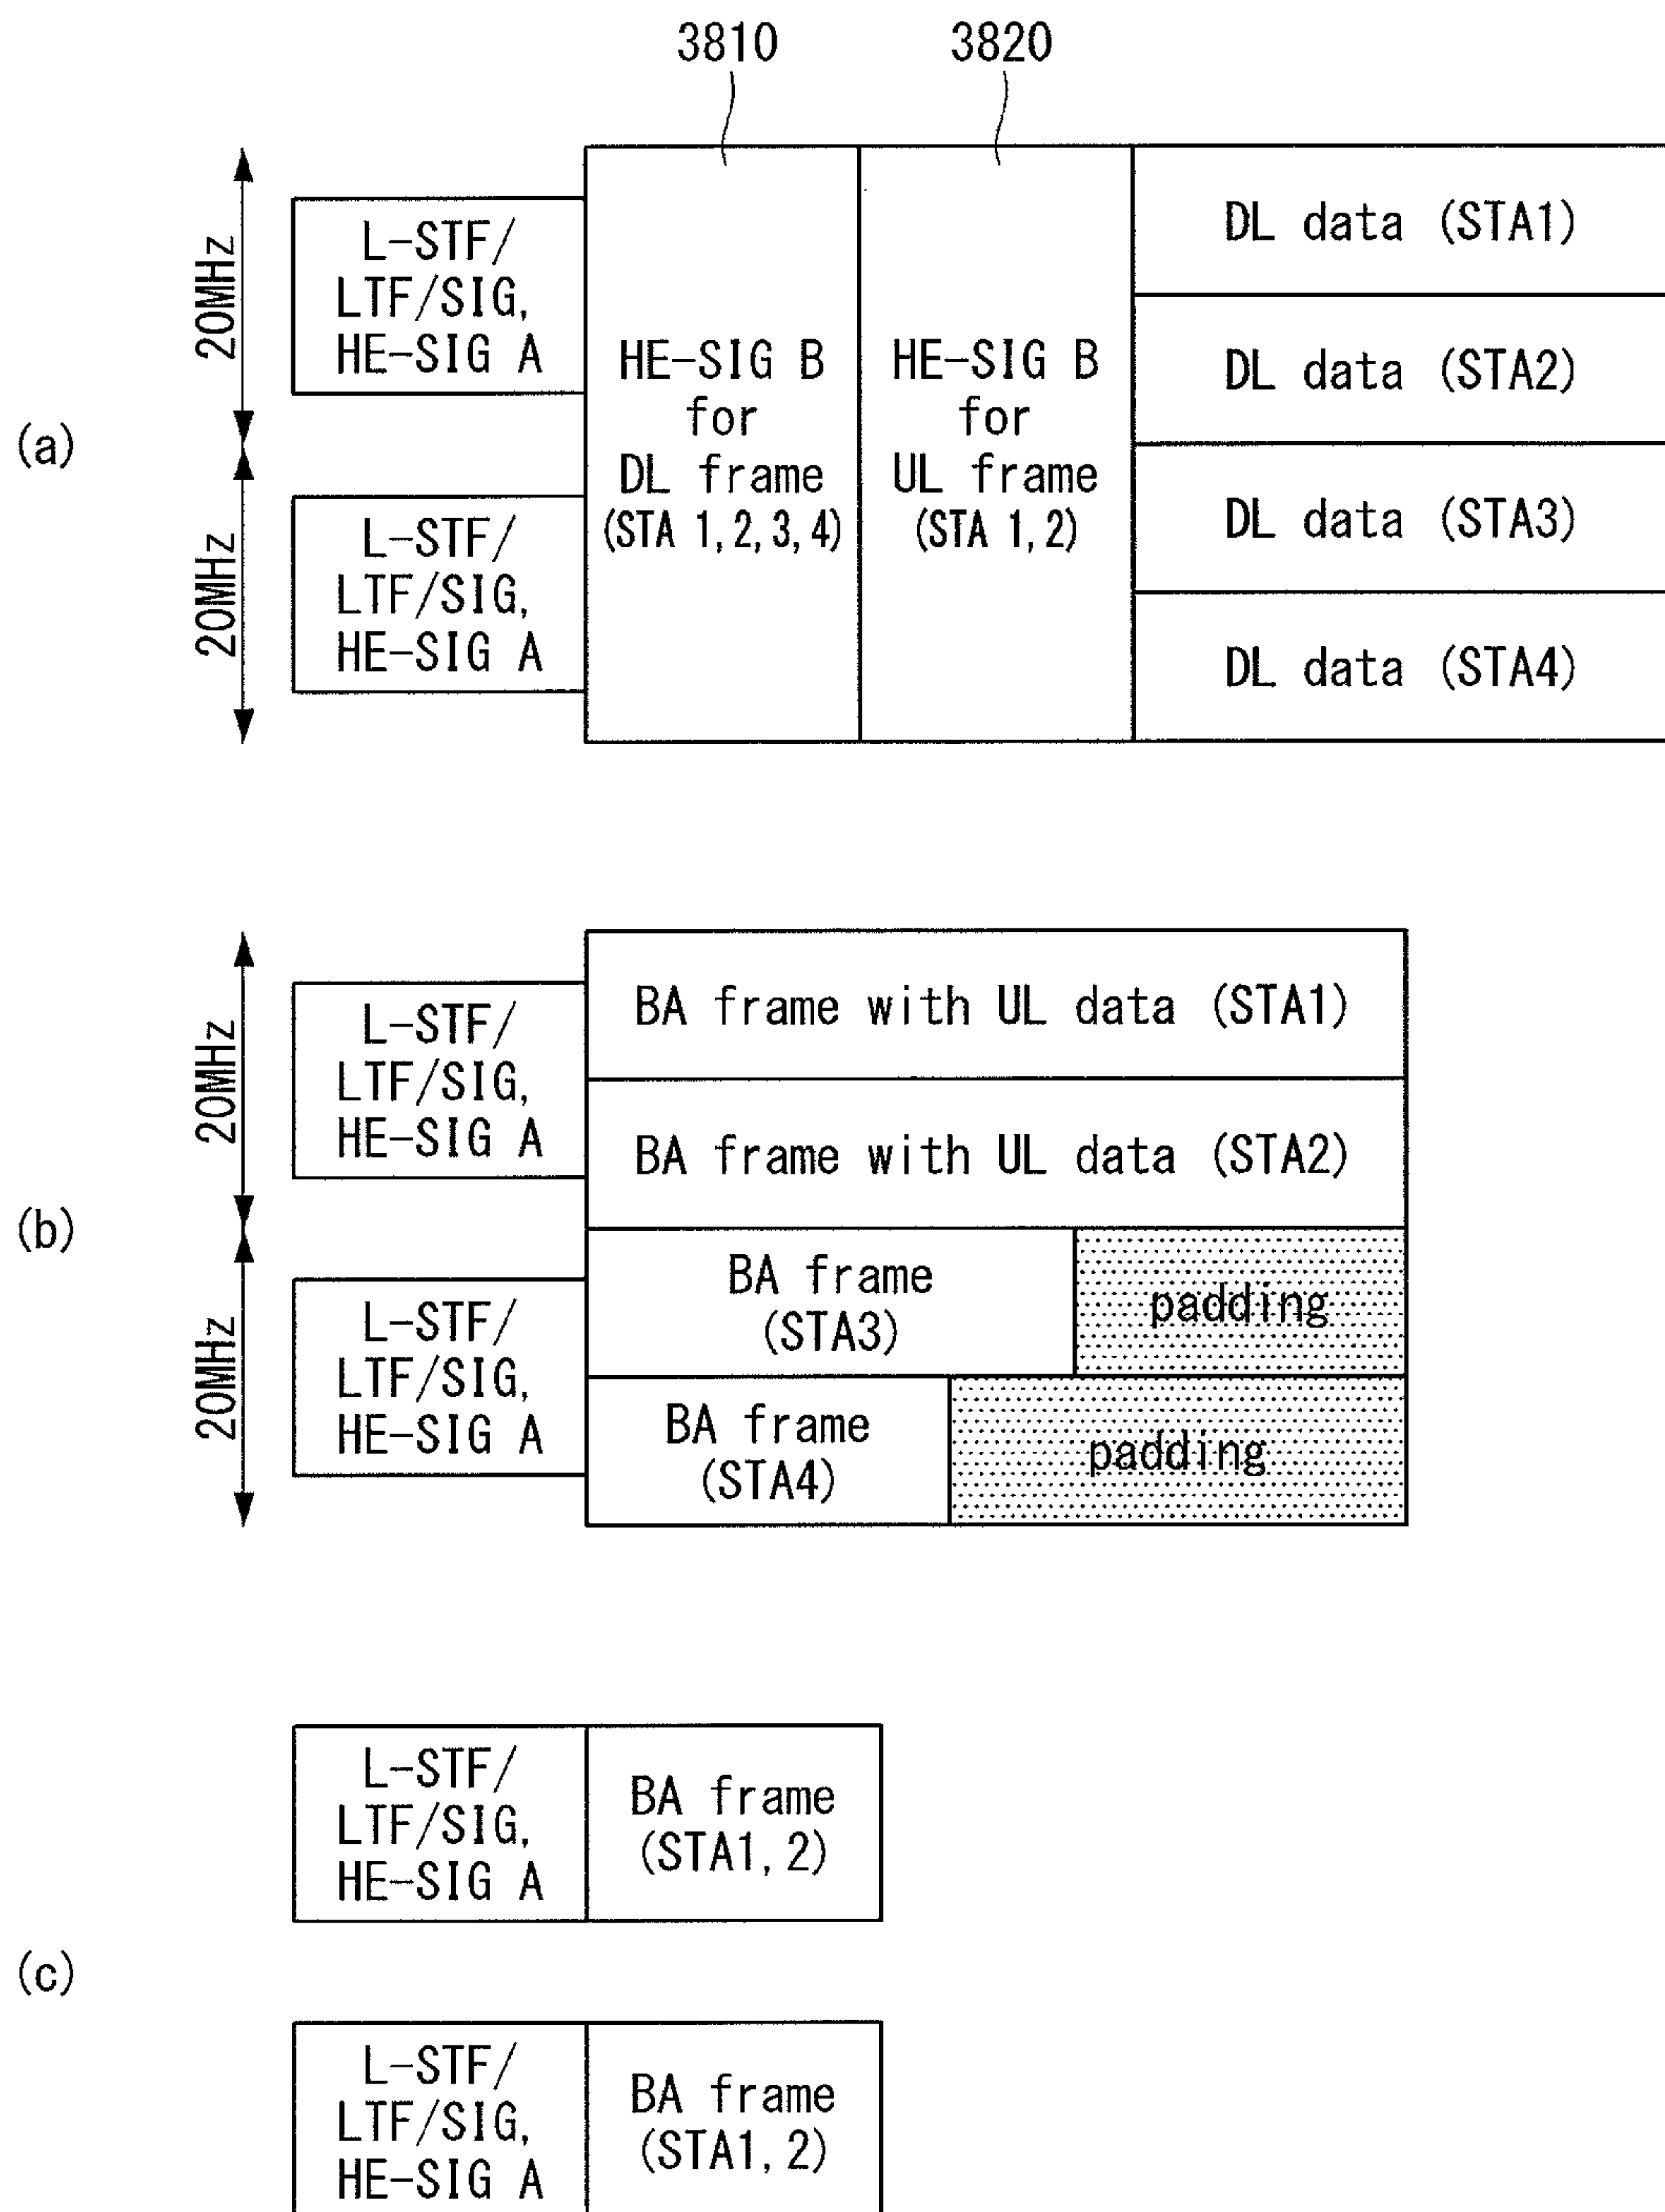 3810
3820
(a)
20MHz
20MHz
L-STF/
LTF/SIG,
HE-SIG A
L-STF/
LTF/SIG,
HE-SIG A
HE-SIG B
for
DL frame
(STA 1,2,3,4)
HE-SIG B
for
UL frame
(STA 1,2)
DL data (STA1)
DL data (STA2)
DL data (STA3)
DL data (STA4)
(b)
20MHz
20MHz
L-STF/
LTF/SIG,
HE-SIG A
L-STF/
LTF/SIG,
HE-SIG A
BA frame with UL data (STA1)
BA frame with UL data (STA2)
BA frame
(STA3)
padding
BA frame
(STA4)
padding
(c)
L-STF/
LTF/SIG,
HE-SIG A
BA frame
(STA1,2)
L-STF/
LTF/SIG,
HE-SIG A
BA frame
(STA1,2)